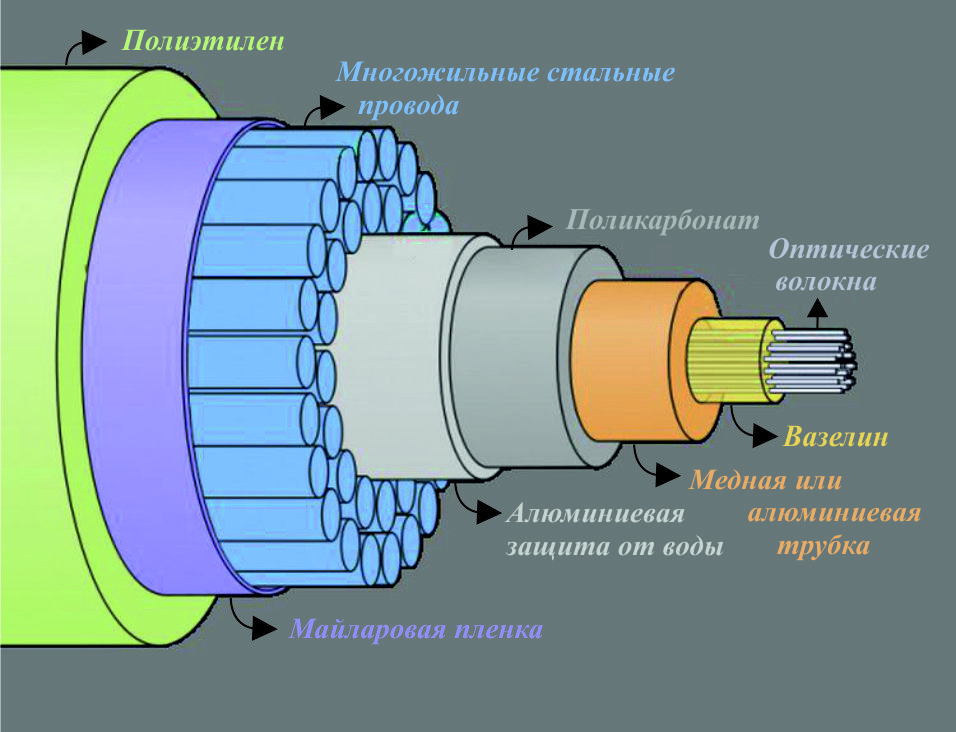 Полиэтилен
Многожильные стальные
провода
Поликарбонат
Оптические
волокна
Вазелин
Медная или
алюминиевая
трубка
Алюминиевая
защита от воды
Майларовая пленка